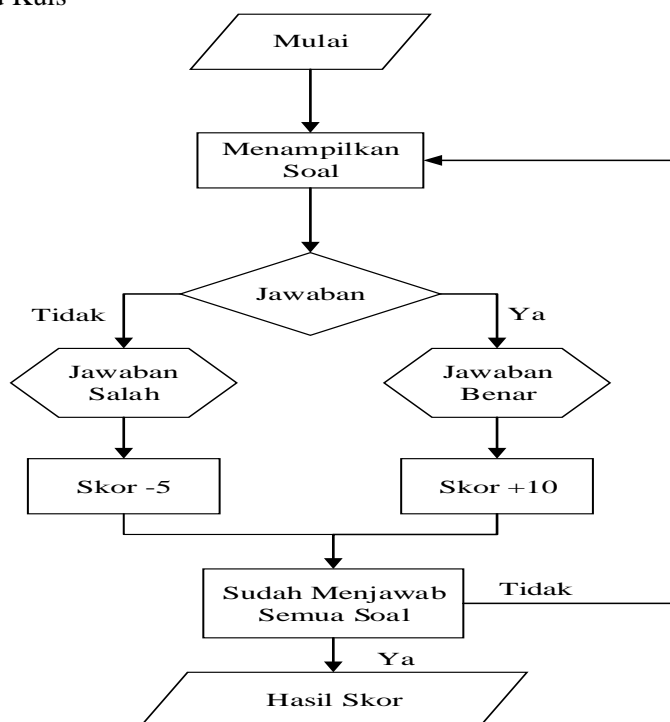 Mulai
Menampilkan
Soal
Jawaban
Tidak
Ya
Jawaban
Salah
Jawaban
Benar
Skor -5
Skor +10
Sudah Menjawab
Semua Soal
Tidak
Ya
Hasil Skor